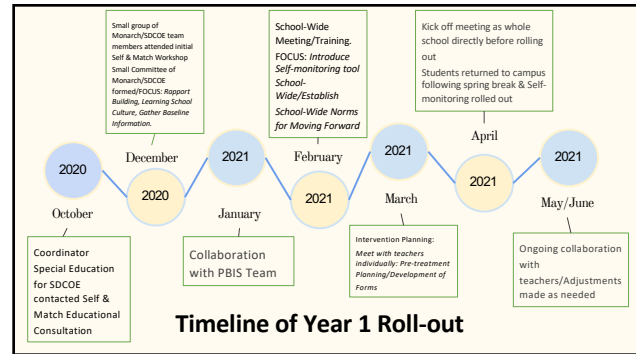 Small group of
Monarch/SDCOE team
members attended initial
Self & Match Workshop
Small Committee of
Monarch/SDCOE
formed/FOCUS: Rapport
Building, Learning School
Culture, Gather Baseline
Information.
School-Wide
Meeting/Training.
FOCUS: Introduce
Self-monitoring tool
School-
Wide/Establish
School-Wide Norms
for Moving Forward
Kick off meeting as whole
school directly before rolling
out
Students returned to campus
following spring break & Self-
monitoring rolled out
2020
October
December
2020
2021
January
February
2021
2021
March
April
2021
2021
May/June
Coordinator
Special Education
for SDCOE
contacted Self &
Match Educational
Consultation
Collaboration
with PBIS Team
Intervention Planning:
Meet with teachers
individually: Pre-treatment
Planning/Development of
Forms
Ongoing collaboration
with
teachers/Adjustments
made as needed
Timeline of Year 1 Roll-out